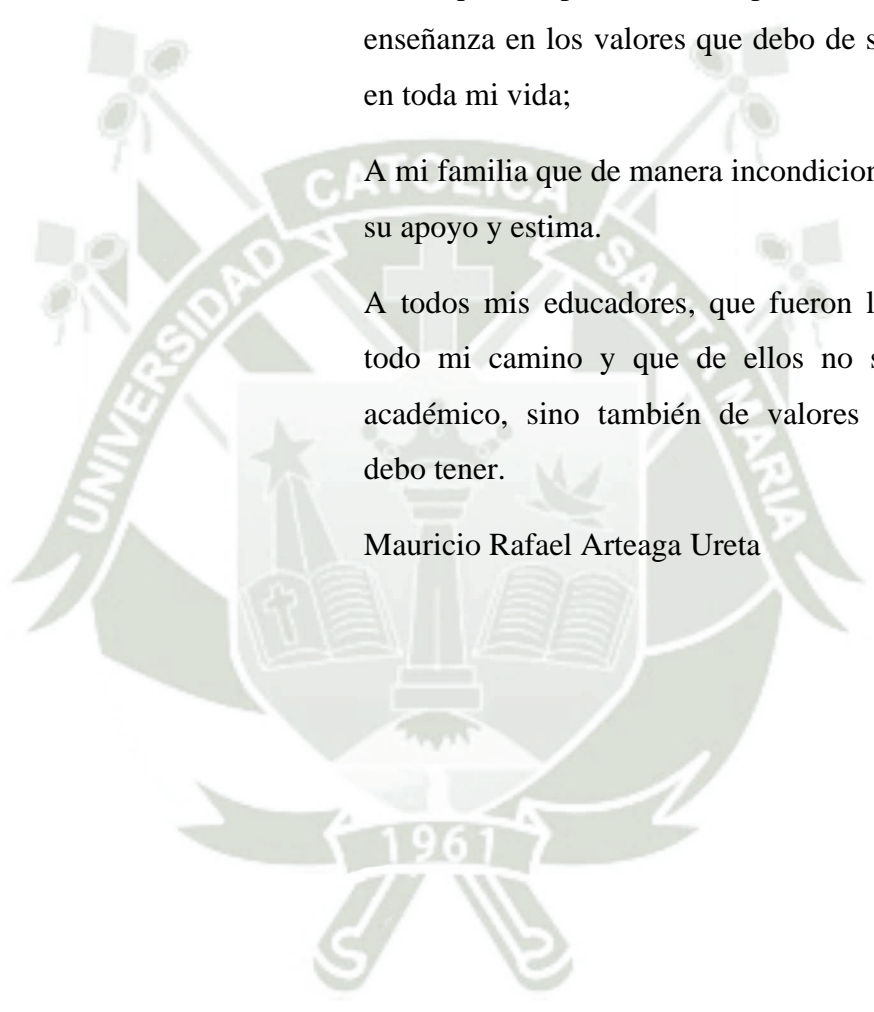 enseñanza en los valores que debo de
en toda mi vida;
A mi familia que de manera
su apoyo y estima.
A todos mis educadores, que fueron
todo mi camino y que de ellos no
académico, sino también de valores
debo tener.
Mauricio Rafael Arteaga Ureta
UNIVERSIDAD CATOLICA SANTA MARIA
1961